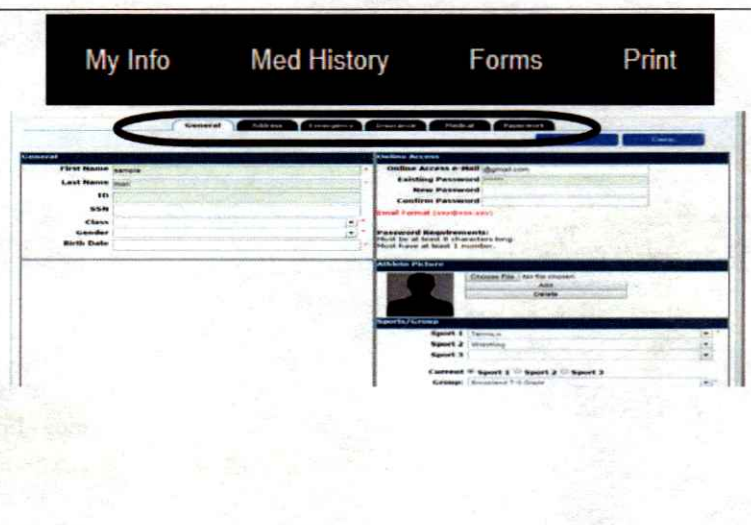 My Info Med History Forms Print
General Address Emergency Insurance Medical Paperwork
General
First Name sample
Last Name
ID
SSN
Class
Gender
Birth Date
Online Access
Online Access e-Mail @gmail.com
Existing Password
New Password
Confirm Password
Email Format (xxx@xxx.xxx)
Password Requirements:
Must be at least 8 characters long.
Must have at least 1 number.
Athlete Picture
Choose File No file chosen
Add
Delete
Sports/Group
Sport 1 Tennis
Sport 2 Wrestling
Sport 3
Current Sport 1 Sport 2 Sport 3
Group: